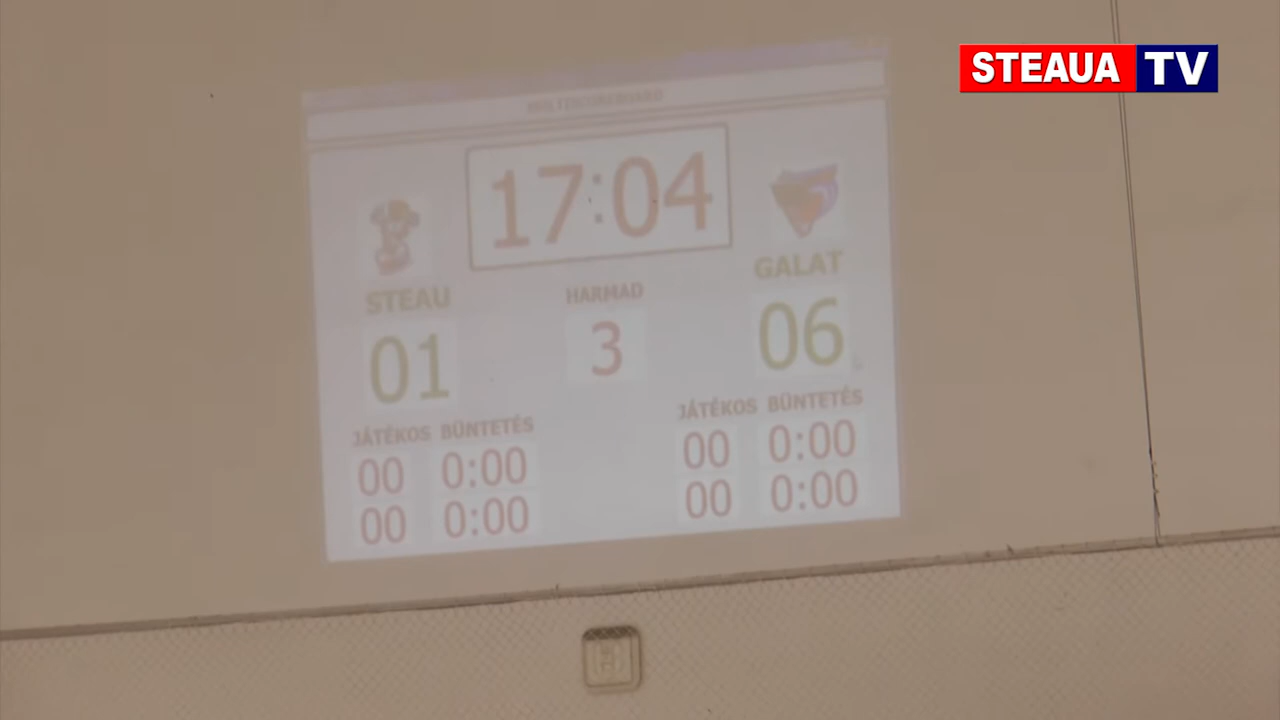 STEAUA TV
MULTISCOREBOARD
17:04
STEAU
HARMAD
GALAT
01
3
06
JÁTÉKOS BÜNTETÉS
JÁTÉKOS BÜNTETÉS
00 0:00
00 0:00
00 0:00
00 0:00